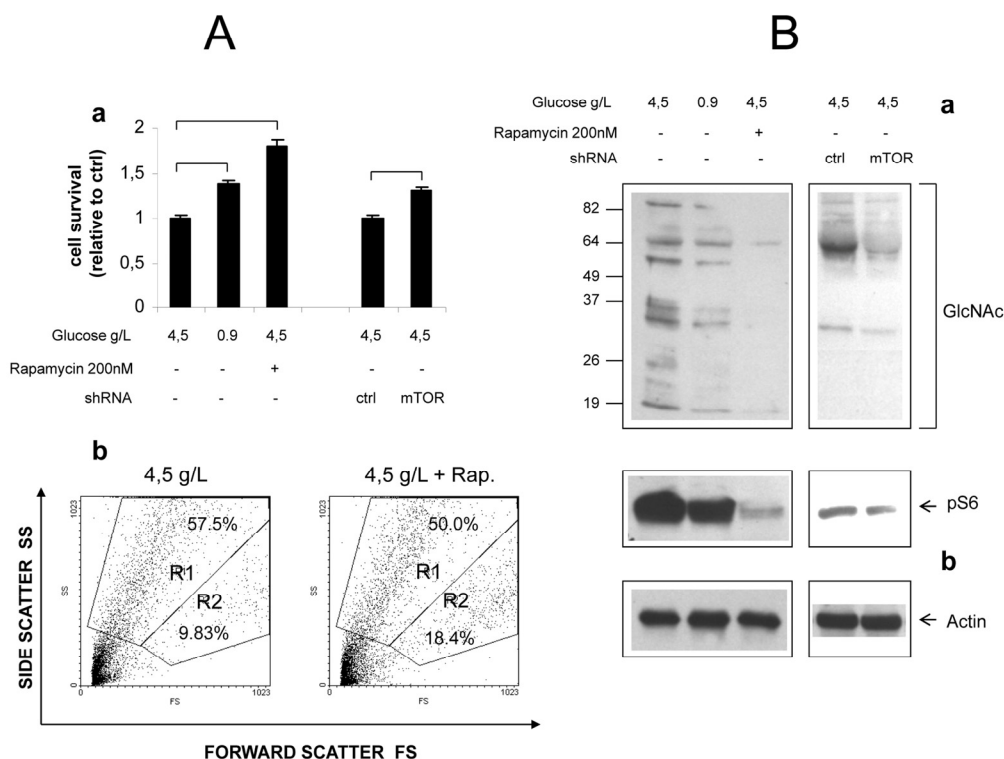 A
a
cell survival
(relative to ctrl)
2
1,5
1
0,5
0
Glucose g/L 4,5 0.9 4,5 4,5 4,5
Rapamycin 200nM - - + - -
shRNA - - - ctrl mTOR
b
4,5 g/L
4,5 g/L + Rap.
SIDE SCATTER SS
1023
SS
0
57.5%
R1
R2
9.83%
0 FS 1023
1023
SS
0
50.0%
R1
R2
18.4%
0 FS 1023
FORWARD SCATTER FS
B
Glucose g/L 4,5 0.9 4,5 4,5 4,5
a
Rapamycin 200nM - - + - -
shRNA - - - ctrl mTOR
82
64
49
37
26
19
GlcNAc
pS6
b
Actin